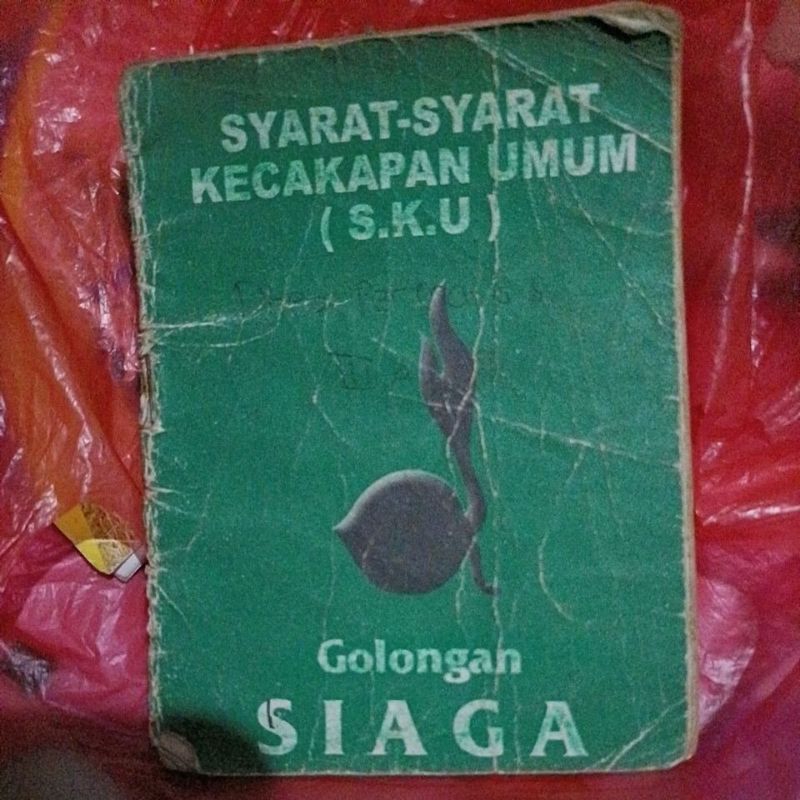 SYARAT-SYARAT
KECAKAPAN UMUM
( S.K.U )
Golongan
SIAGA